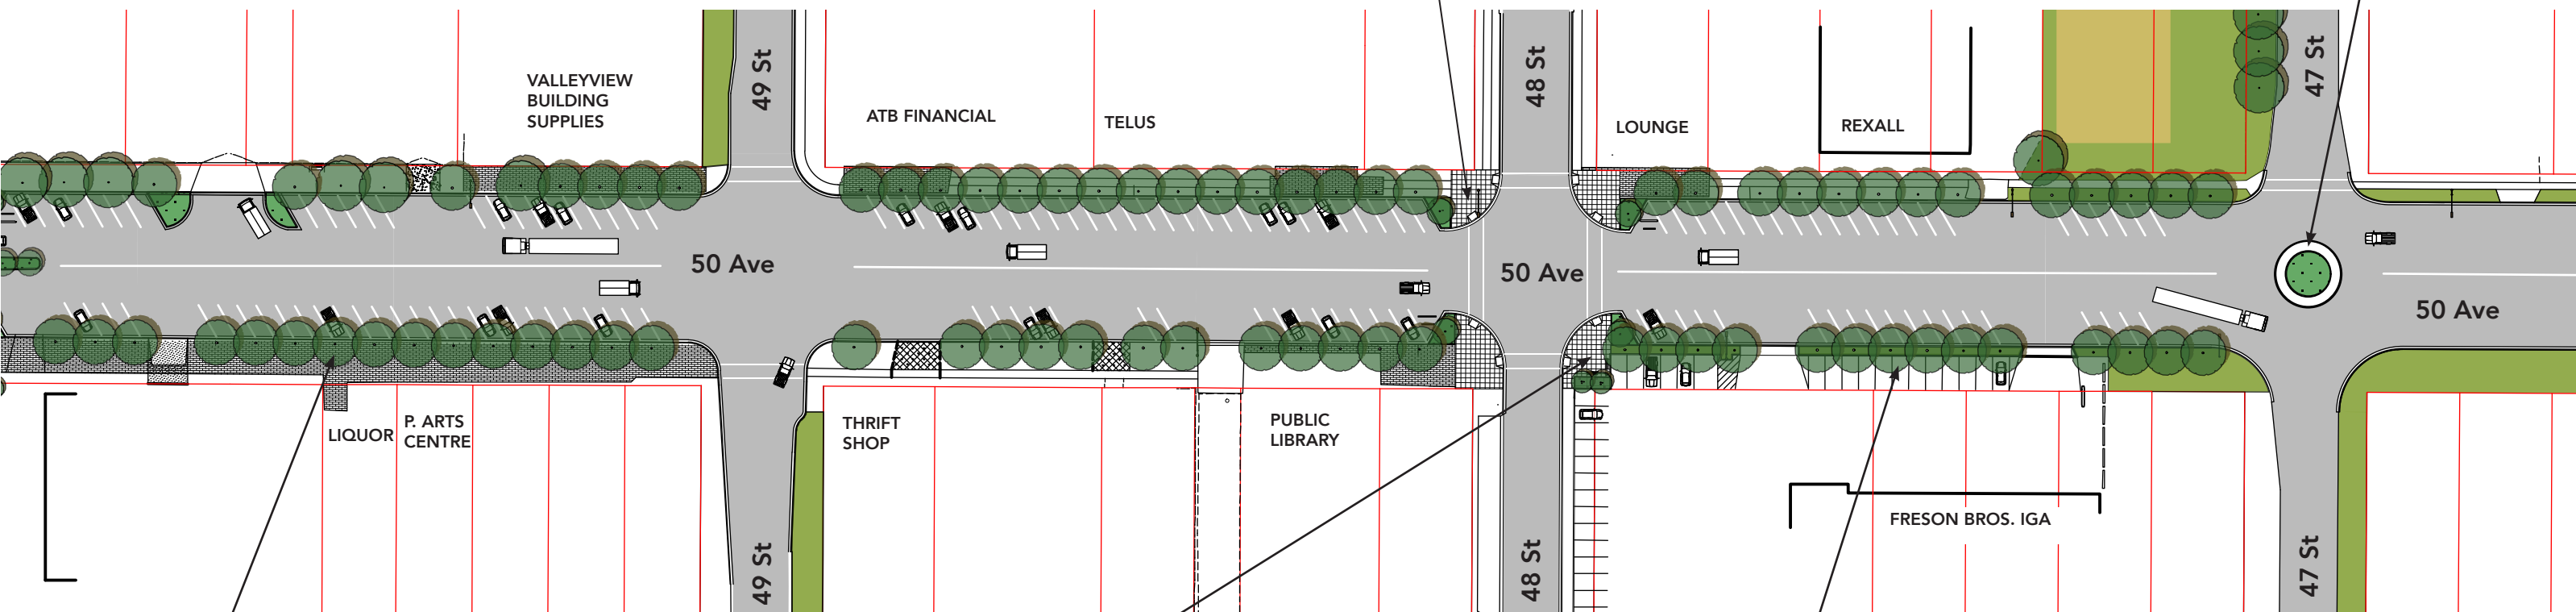 49 St
48 St
47 St
VALLEYVIEW
BUILDING
SUPPLIES
ATB FINANCIAL
TELUS
LOUNGE
REXALL
50 Ave
50 Ave
50 Ave
LIQUOR
P. ARTS
CENTRE
THRIFT
SHOP
PUBLIC
LIBRARY
FRESON BROS. IGA
49 St
48 St
47 St